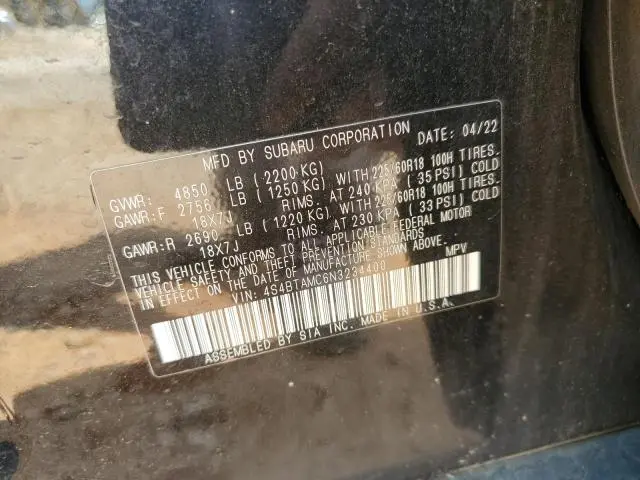 MFD BY SUBARU CORPORATION DATE: 04/22
GVWR: 4850 LB (2200 KG)
GAWR:F 2756 LB (1250 KG) WITH 225/60R18 100H TIRES.
18X7J RIMS. AT 240 KPA (35 PSI) COLD
GAWR:R 2690 LB (1220 KG) WITH 225/60R18 100H TIRES.
18X7J RIMS. AT 230 KPA (33 PSI) COLD
THIS VEHICLE CONFORMS TO ALL APPLICABLE FEDERAL MOTOR
VEHICLE SAFETY AND THEFT PREVENTION STANDARDS
IN EFFECT ON THE DATE OF MANUFACTURE SHOWN ABOVE.
VIN: 4S4BTAMC6N3234400 MPV
ASSEMBLED BY SIA INC. MADE IN U.S.A.